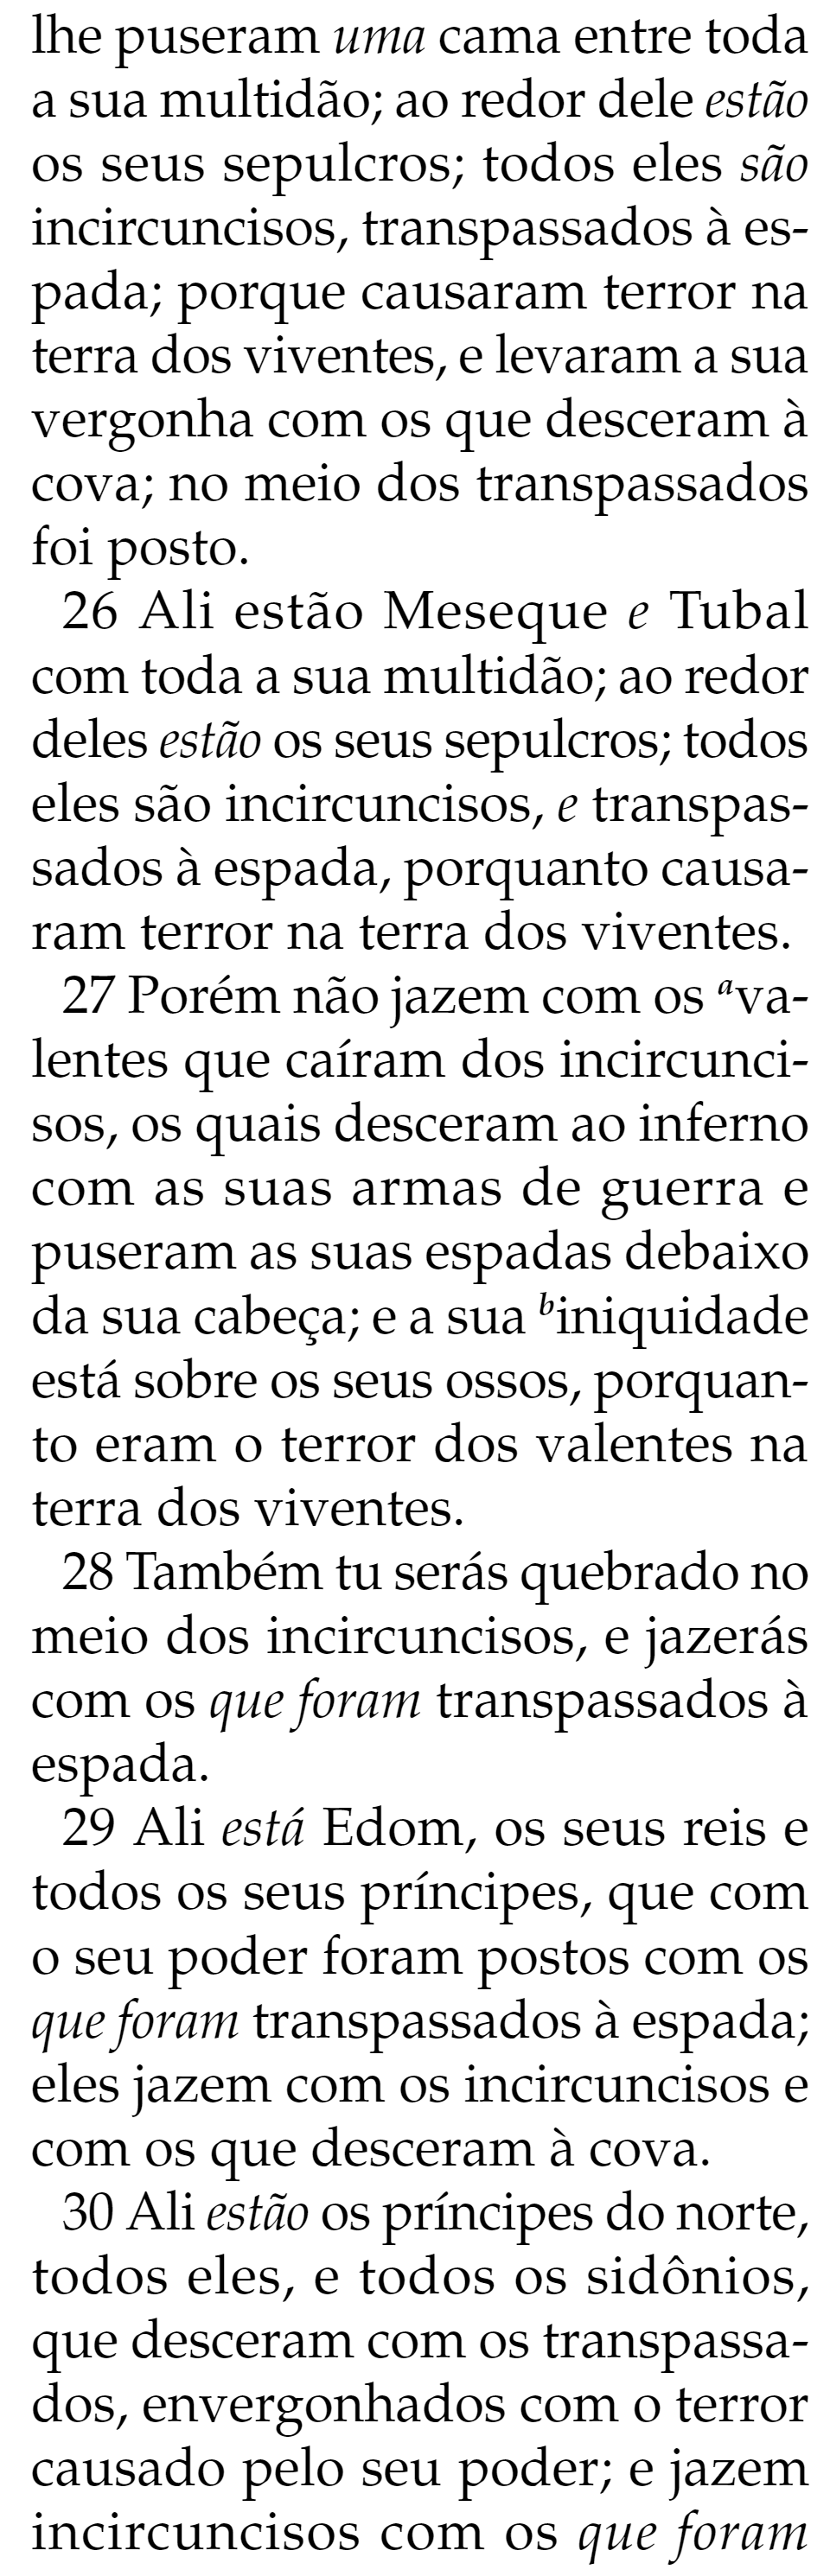 lhe puseram uma cama entre toda
a sua multidão; ao redor dele estão
os seus sepulcros; todos eles são
incircuncisos, transpassados à es-
pada; porque causaram terror na
terra dos viventes, e levaram a sua
vergonha com os que desceram à
cova; no meio dos transpassados
foi posto.
26 Ali estão Meseque e Tubal
com toda a sua multidão; ao redor
deles estão os seus sepulcros; todos
eles são incircuncisos, e transpas-
sados à espada, porquanto causa-
ram terror na terra dos viventes.
27 Porém não jazem com os ava-
lentes que caíram dos incircunci-
sos, os quais desceram ao inferno
com as suas armas de guerra e
puseram as suas espadas debaixo
da sua cabeça; e a sua biniquidade
está sobre os seus ossos, porquan-
to eram o terror dos valentes na
terra dos viventes.
28 Também tu serás quebrado no
meio dos incircuncisos, e jazerás
com os que foram transpassados à
espada.
29 Ali está Edom, os seus reis e
todos os seus príncipes, que com
o seu poder foram postos com os
que foram transpassados à espada;
eles jazem com os incircuncisos e
com os que desceram à cova.
30 Ali estão os príncipes do norte,
todos eles, e todos os sidônios,
que desceram com os transpassa-
dos, envergonhados com o terror
causado pelo seu poder; e jazem
incircuncisos com os que foram